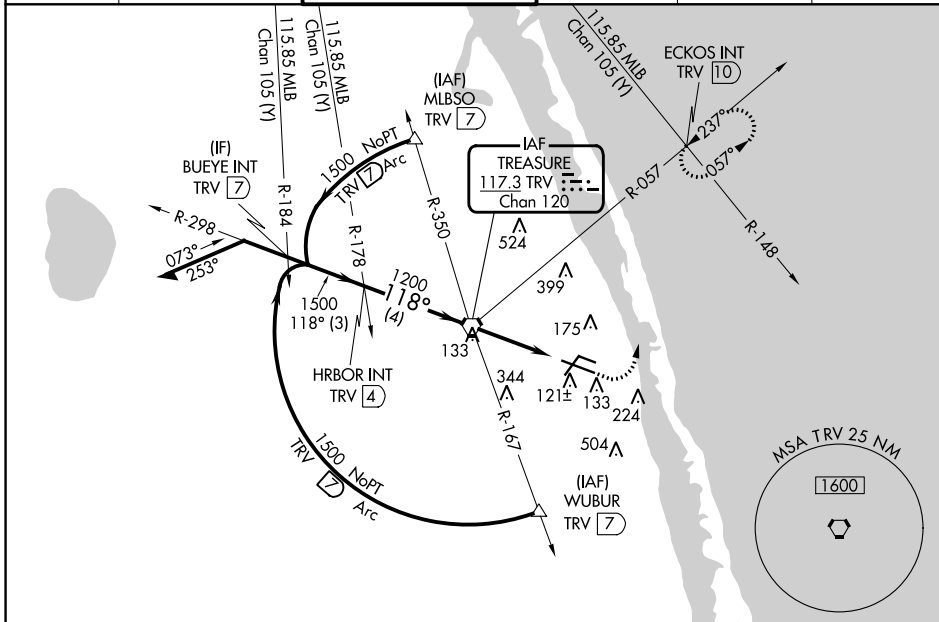 115.85 MLB
Chan 105 (Y)
115.85 MLB
Chan 105 (Y)
115.85 MLB
Chan 105 (Y)
ECKOS INT
TRV 10
237°
057°
R-057
R-148
(IAF)
MLBSO
TRV 7
IAF
TREASURE
117.3 TRV
Chan 120
1500 NoPT
TRV 7 Arc
(IF)
BUEYE INT
TRV 7
R-184
R-178
R-350
R-298
073°
253°
524
399
1500
118° (3)
1200
118°
(4)
175
133
HRBOR INT
TRV 4
344
121±
133
224
R-167
504
1500 NoPT
TRV 7 Arc
(IAF)
WUBUR
TRV 7
MSA TRV 25 NM
1600